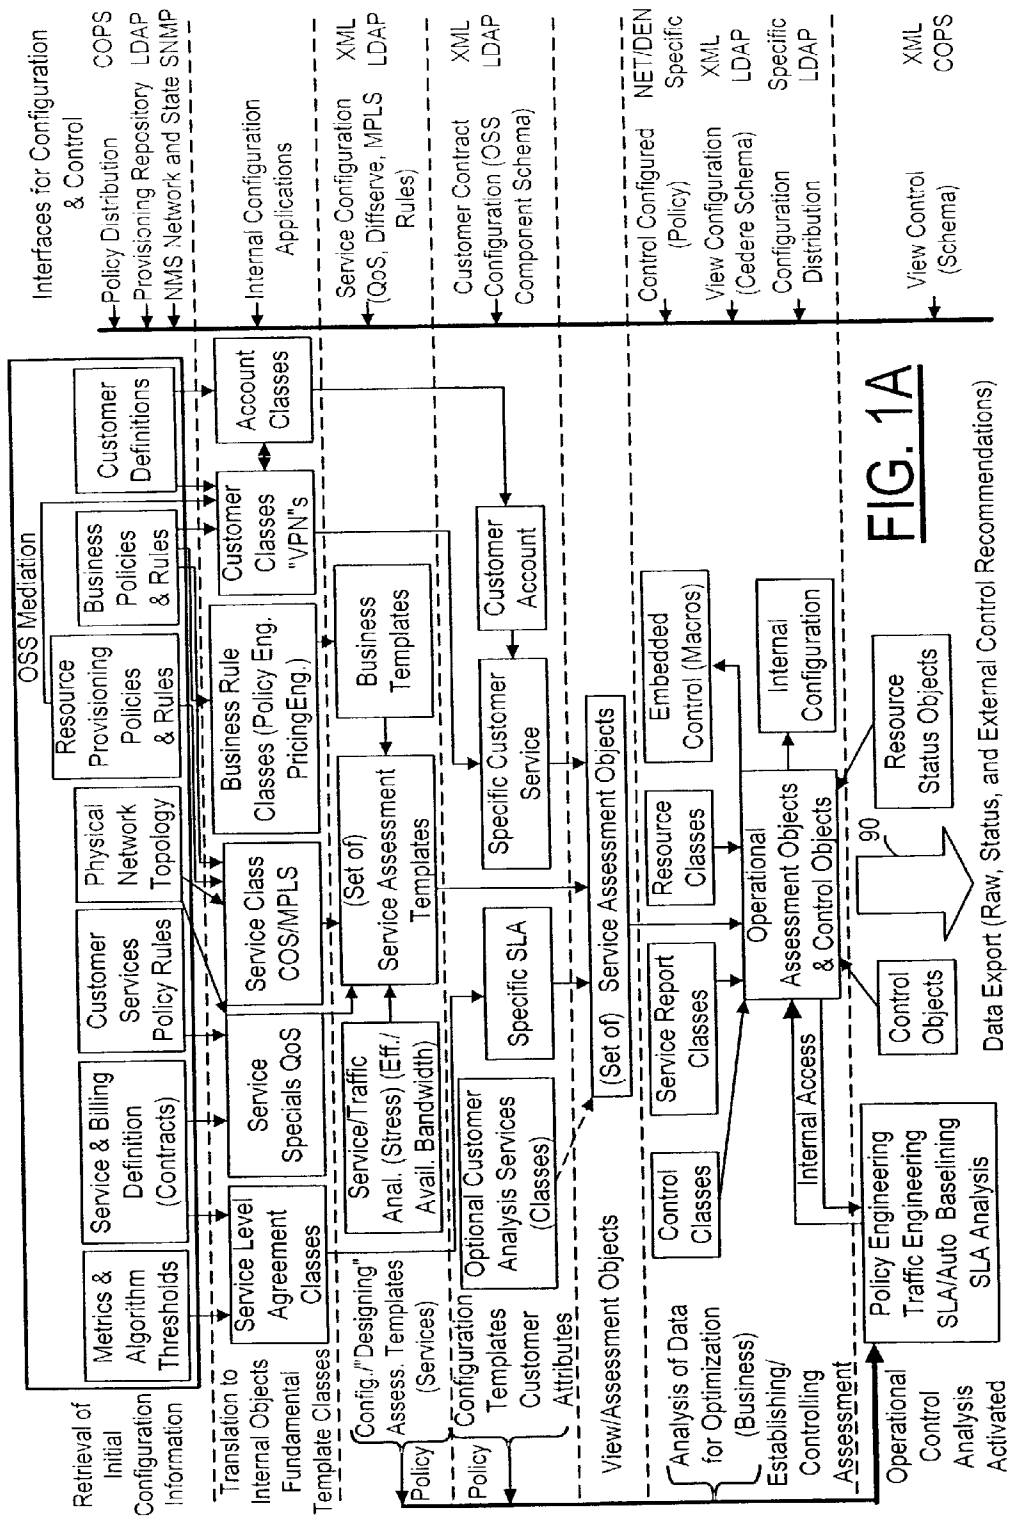 Retrieval of
Initial
Configuration
Information
OSS Mediation
Metrics &
Algorithm
Thresholds
Service & Billing
Definition
(Contracts)
Customer
Services
Policy Rules
Physical
Network
Topology
Resource
Provisioning
Policies
& Rules
Business
Policies
& Rules
Customer
Definitions
Interfaces for Configuration
& Control
Policy Distribution COPS
Provisioning Repository LDAP
NMS Network and State SNMP
Translation to
Internal Objects
Fundamental
Template Classes
Service Level
Agreement
Classes
Service
Specials QoS
Service Class
COS/MPLS
Business Rule
Classes (Policy Eng.
PricingEng.)
Customer
Classes
"VPN"s
Account
Classes
Internal Configuration
Applications
Config./"Designing"
Assess. Templates
(Services)
Policy
Service/Traffic
Anal. (Stress) (Eff./
Avail. Bandwidth)
(Set of)
Service Assessment
Templates
Business
Templates
Service Configuration XML
(QoS, Diffserve, MPLS LDAP
Rules)
Configuration
Templates
Customer
Attributes
Policy
Optional Customer
Analysis Services
(Classes)
Specific SLA
Specific Customer
Service
Customer
Account
Customer Contract XML
Configuration (OSS LDAP
Component Schema)
View/Assessment Objects
(Set of) Service Assessment Objects
Analysis of Data
for Optimization
(Business)
Establishing/
Controlling
Assessment
Control
Classes
Service Report
Classes
Resource
Classes
Embedded
Control (Macros)
Operational
Assessment Objects
& Control Objects
Internal
Configuration
Internal Access
Control Configured NET/DEN
(Policy) Specific
View Configuration XML
(Cedere Schema) LDAP
Configuration Specific
Distribution LDAP
Operational
Control
Analysis
Activated
Policy Engineering
Traffic Engineering
SLA/Auto Baselining
SLA Analysis
Control
Objects
90
Resource
Status Objects
View Control XML
(Schema) COPS
Data Export (Raw, Status, and External Control Recommendations)
FIG. 1A